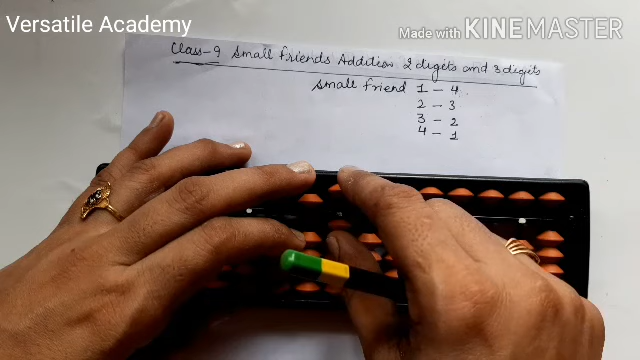 Versatile Academy
Made with KINEMASTER
Class-9 Small Friends Addition 2 digits and 3 digits
Small friend 1 - 4
2 - 3
3 - 2
4 - 1